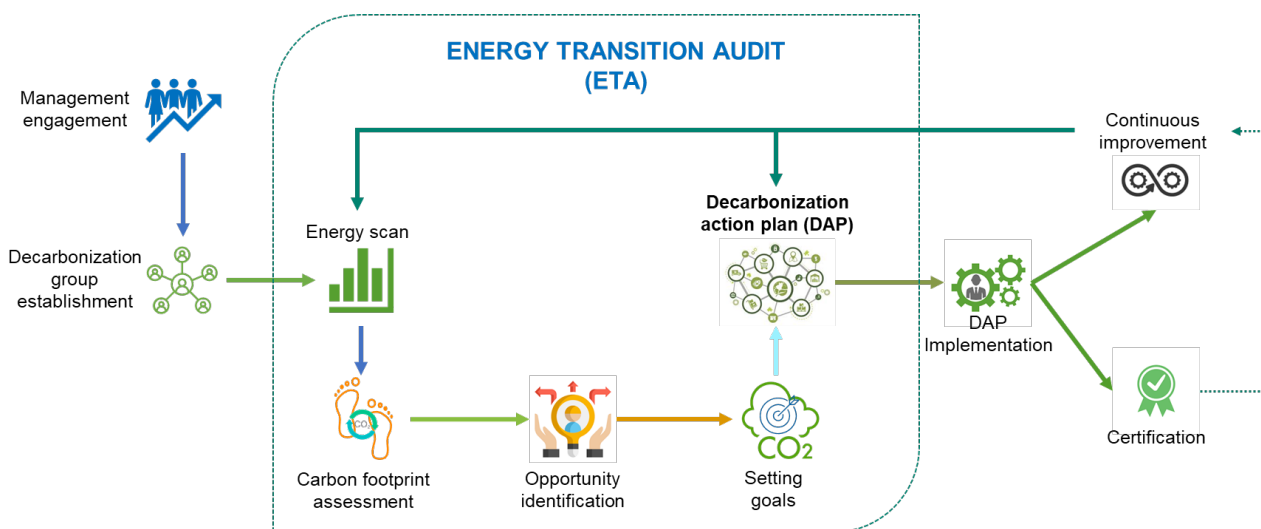 ENERGY TRANSITION AUDIT
(ETA)
Management
engagement
Decarbonization
group
establishment
Energy scan
Carbon footprint
assessment
CO2
Opportunity
identification
CO2
Setting
goals
Decarbonization
action plan (DAP)
DAP
Implementation
Continuous
improvement
Certification